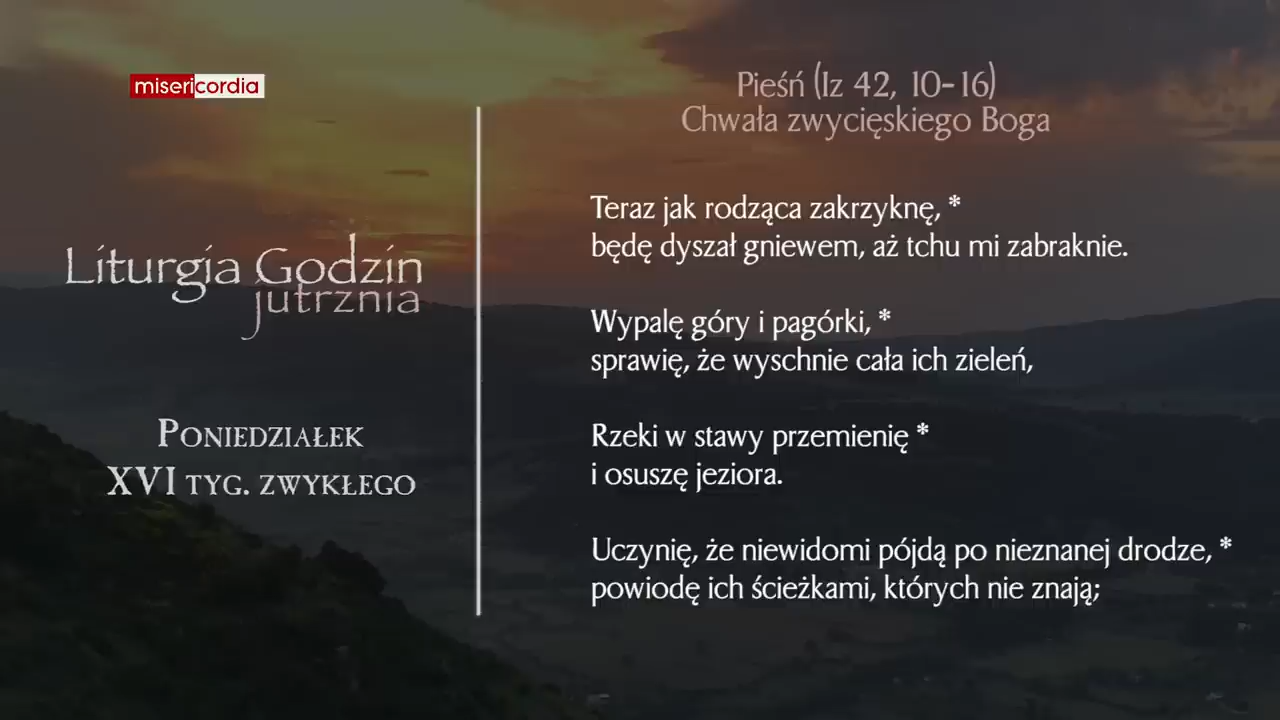 misericordia
Liturgia Godzin
jutrznia
Poniedziałek
XVI tyg. zwykłego
Pieśń (Iz 42, 10-16)
Chwała zwycięskiego Boga
Teraz jak rodząca zakrzyknę, *
będę dyszał gniewem, aż tchu mi zabraknie.
Wypalę góry i pagórki, *
sprawię, że wyschnie cała ich zieleń,
Rzeki w stawy przemienię *
i osuszę jeziora.
Uczynię, że niewidomi pójdą po nieznanej drodze, *
powiodę ich ścieżkami, których nie znają;